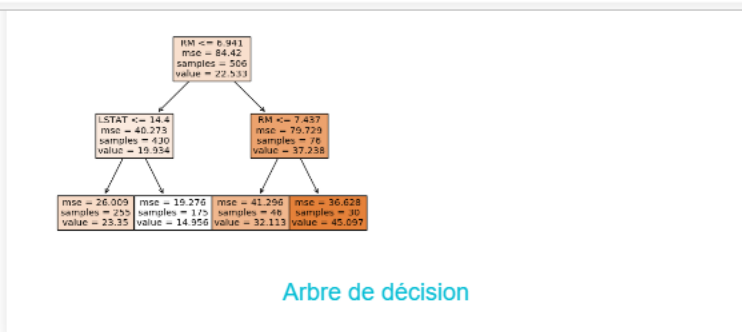 RM <= 6.941
mse = 84.42
samples = 506
value = 22.533
LSTAT <= 14.4
mse = 40.273
samples = 430
value = 19.934
RM <= 7.437
mse = 79.729
samples = 76
value = 37.238
mse = 26.009
samples = 255
value = 23.35
mse = 19.276
samples = 175
value = 14.956
mse = 41.296
samples = 46
value = 32.113
mse = 36.628
samples = 30
value = 45.097
Arbre de décision